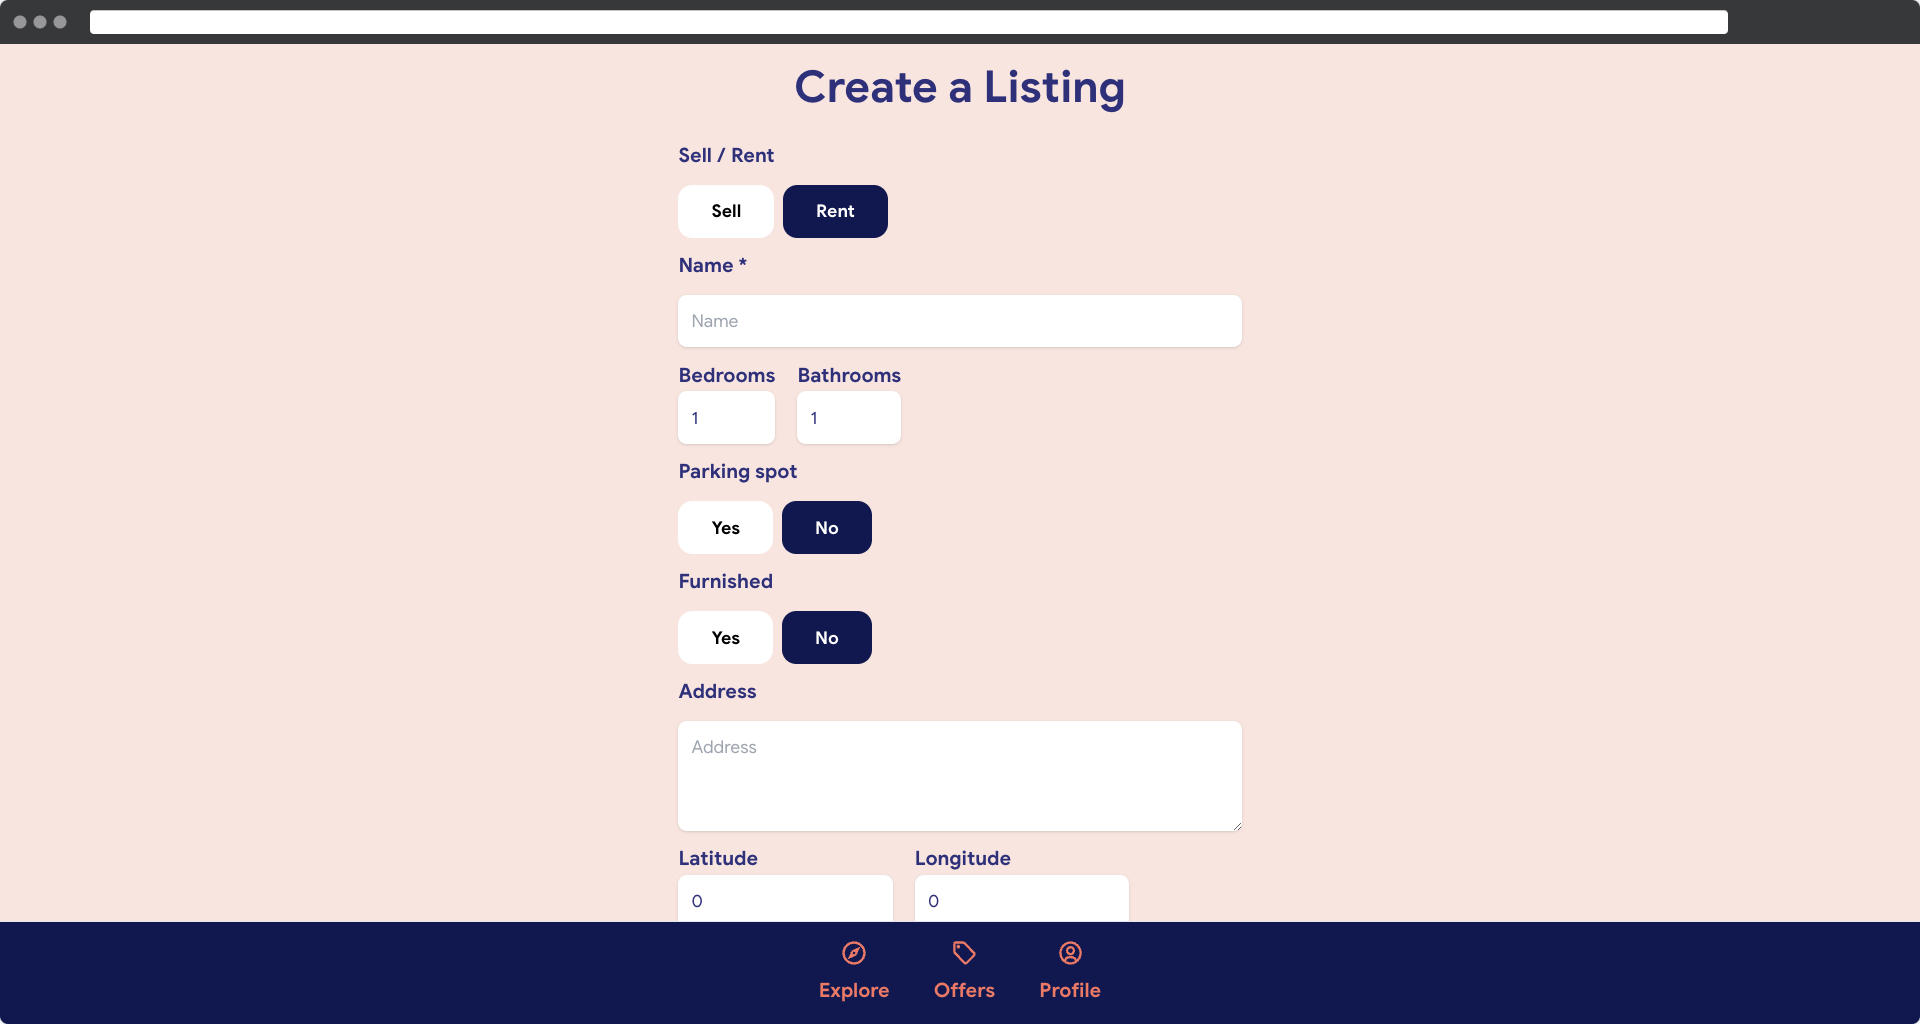 Create a Listing
Sell / Rent
Sell Rent
Name *
Name
Bedrooms Bathrooms
1 1
Parking spot
Yes No
Furnished
Yes No
Address
Address
Latitude Longitude
0 0
Explore Offers Profile